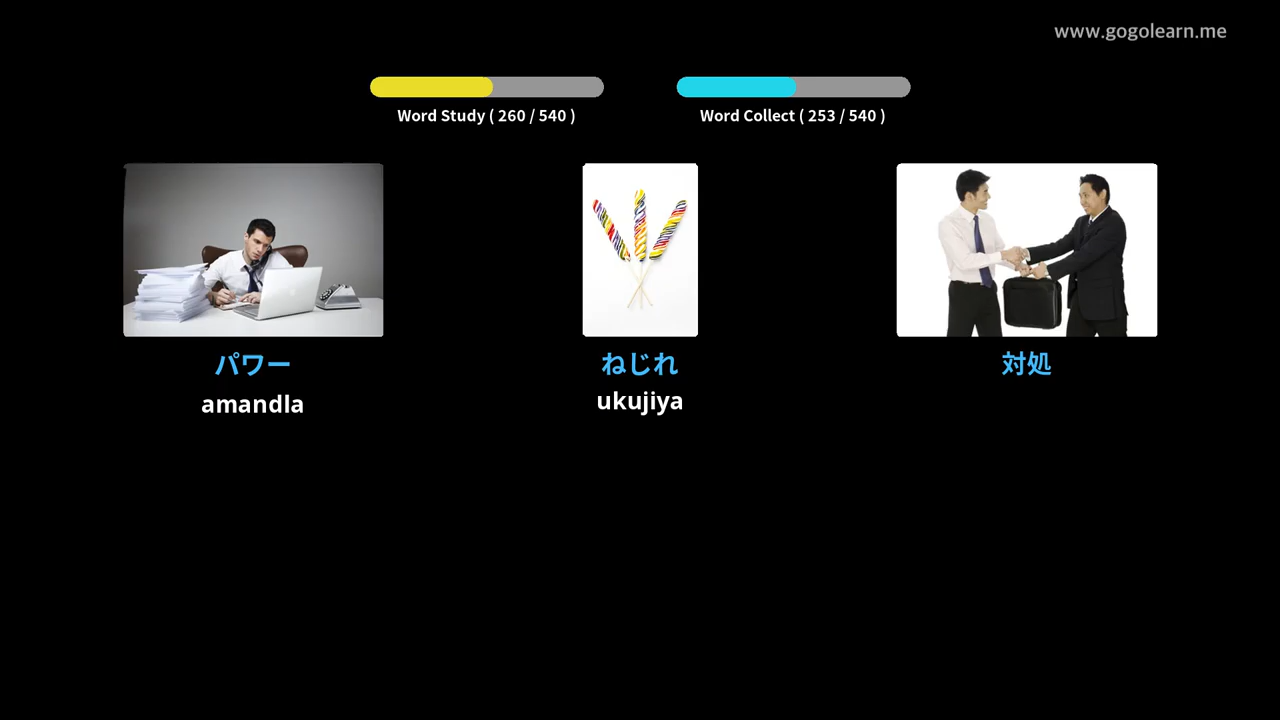 www.gogolearn.me
Word Study ( 260 / 540 )
Word Collect ( 253 / 540 )
パワー
ねじれ
対処
amandla
ukujiya